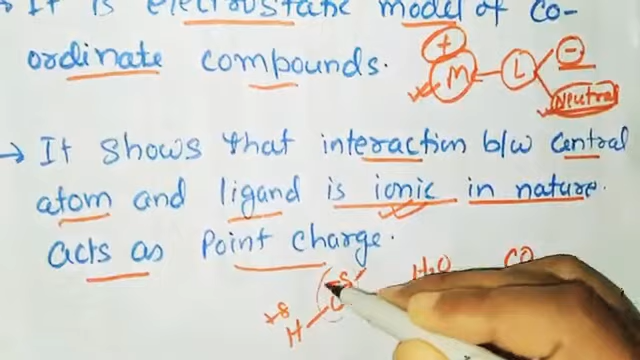 → It is electrostatic model of Co-
ordinate compounds.
+ M L -
Neutral
→ It shows that interaction b/w Central
atom and ligand is ionic in nature.
acts as Point Charge.
H2O CO
+δ -δ
H